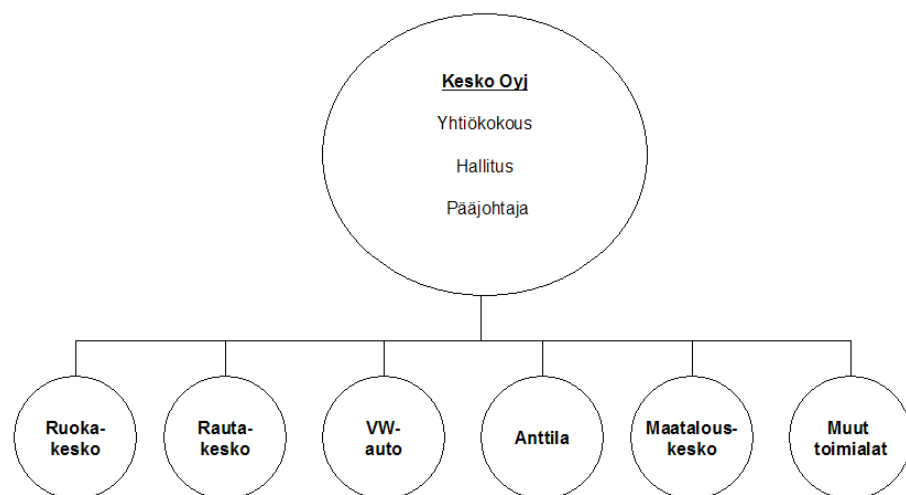 Kesko Oyj
Yhtiökokous
Hallitus
Pääjohtaja
Ruoka-
kesko
Rauta-
kesko
VW-
auto
Anttila
Maatalous-
kesko
Muut
toimialat